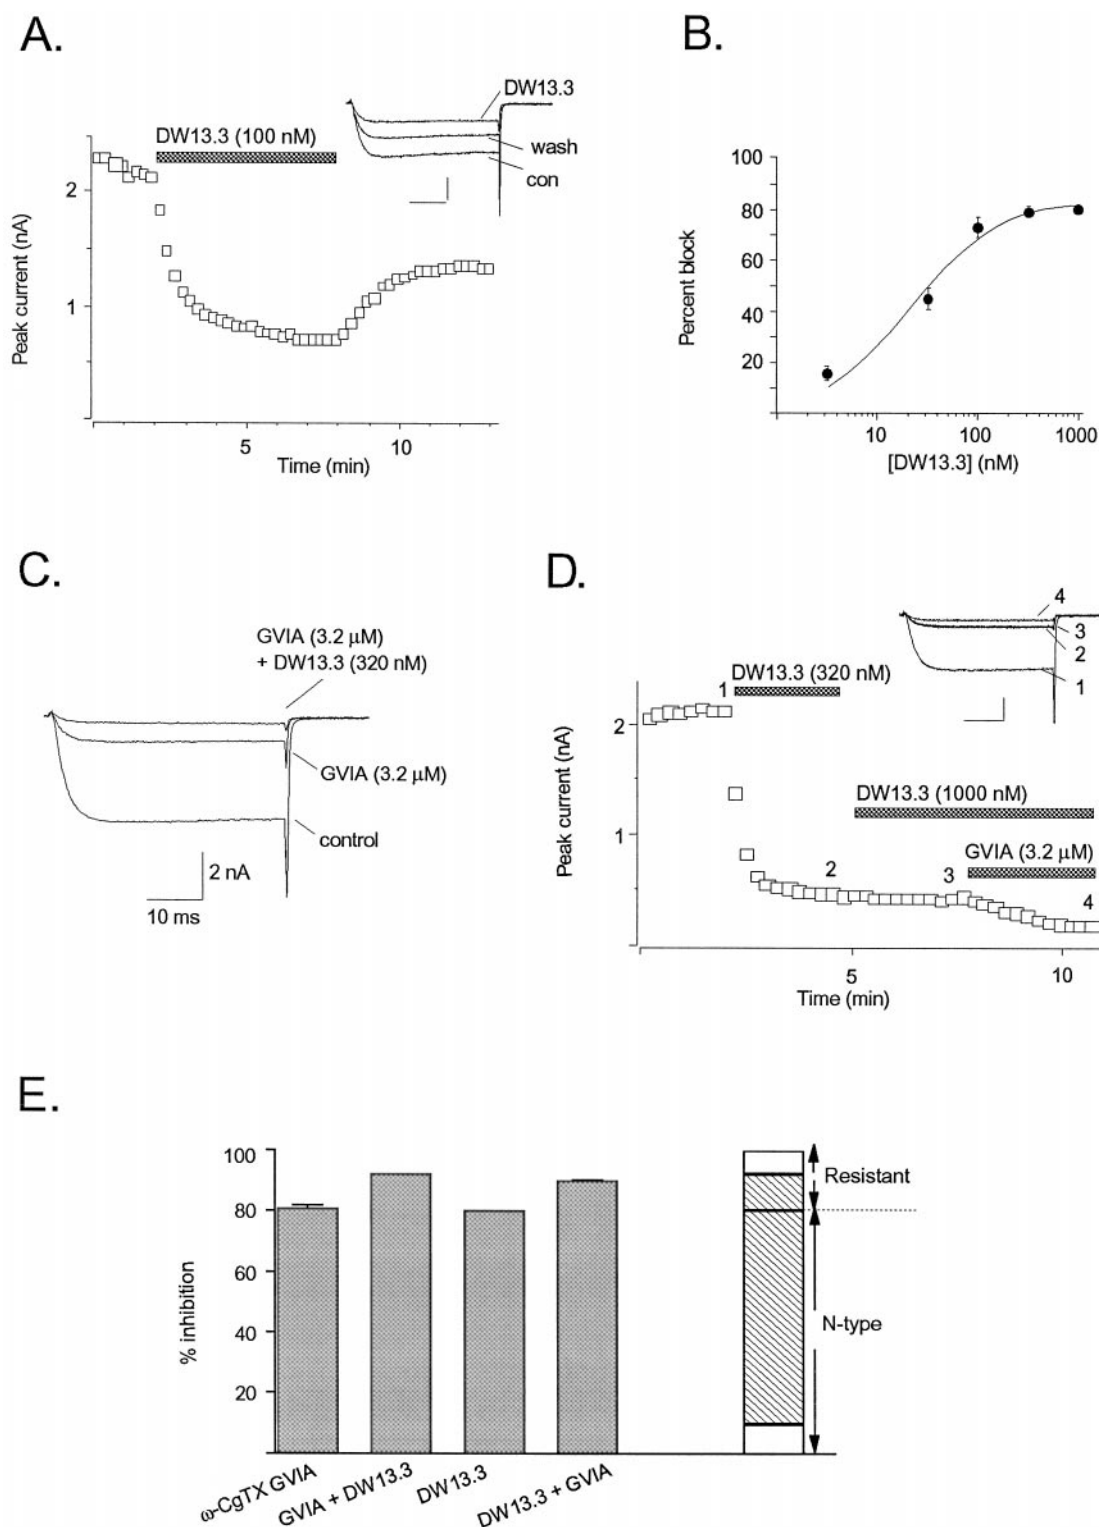 A.
DW13.3 (100 nM)
DW13.3
wash
con
2
1
Peak current (nA)
5
10
Time (min)
B.
100
80
60
40
20
Percent block
10
100
1000
[DW13.3] (nM)
C.
GVIA (3.2 μM)
+ DW13.3 (320 nM)
GVIA (3.2 μM)
control
2 nA
10 ms
D.
4
3
2
1
1
DW13.3 (320 nM)
2
1
Peak current (nA)
DW13.3 (1000 nM)
GVIA (3.2 μM)
2
3
4
5
10
Time (min)
E.
100
80
60
40
20
% inhibition
ω-CgTX GVIA
GVIA + DW13.3
DW13.3
DW13.3 + GVIA
Resistant
N-type